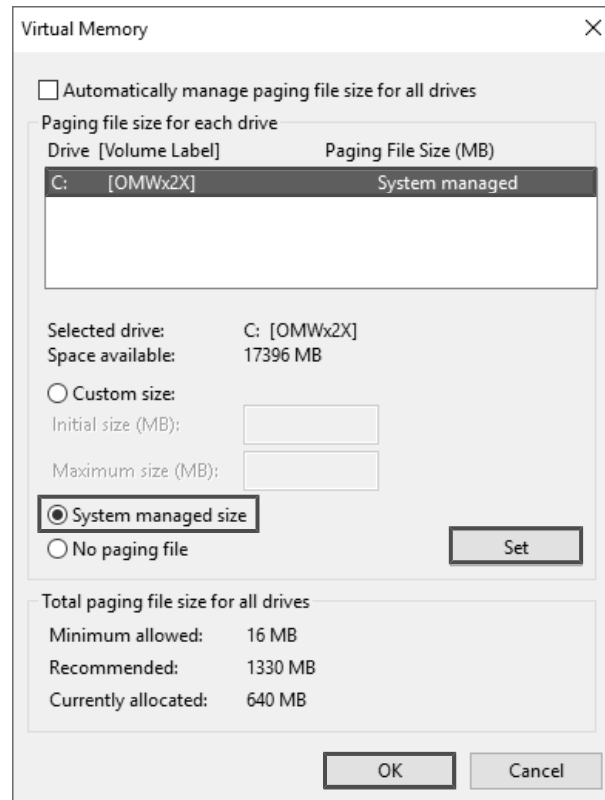 Virtual Memory
Automatically manage paging file size for all drives
Paging file size for each drive
Drive [Volume Label] Paging File Size (MB)
C: [OMWx2X] System managed
Selected drive: C: [OMWx2X]
Space available: 17396 MB
Custom size:
Initial size (MB):
Maximum size (MB):
System managed size
No paging file Set
Total paging file size for all drives
Minimum allowed: 16 MB
Recommended: 1330 MB
Currently allocated: 640 MB
OK Cancel